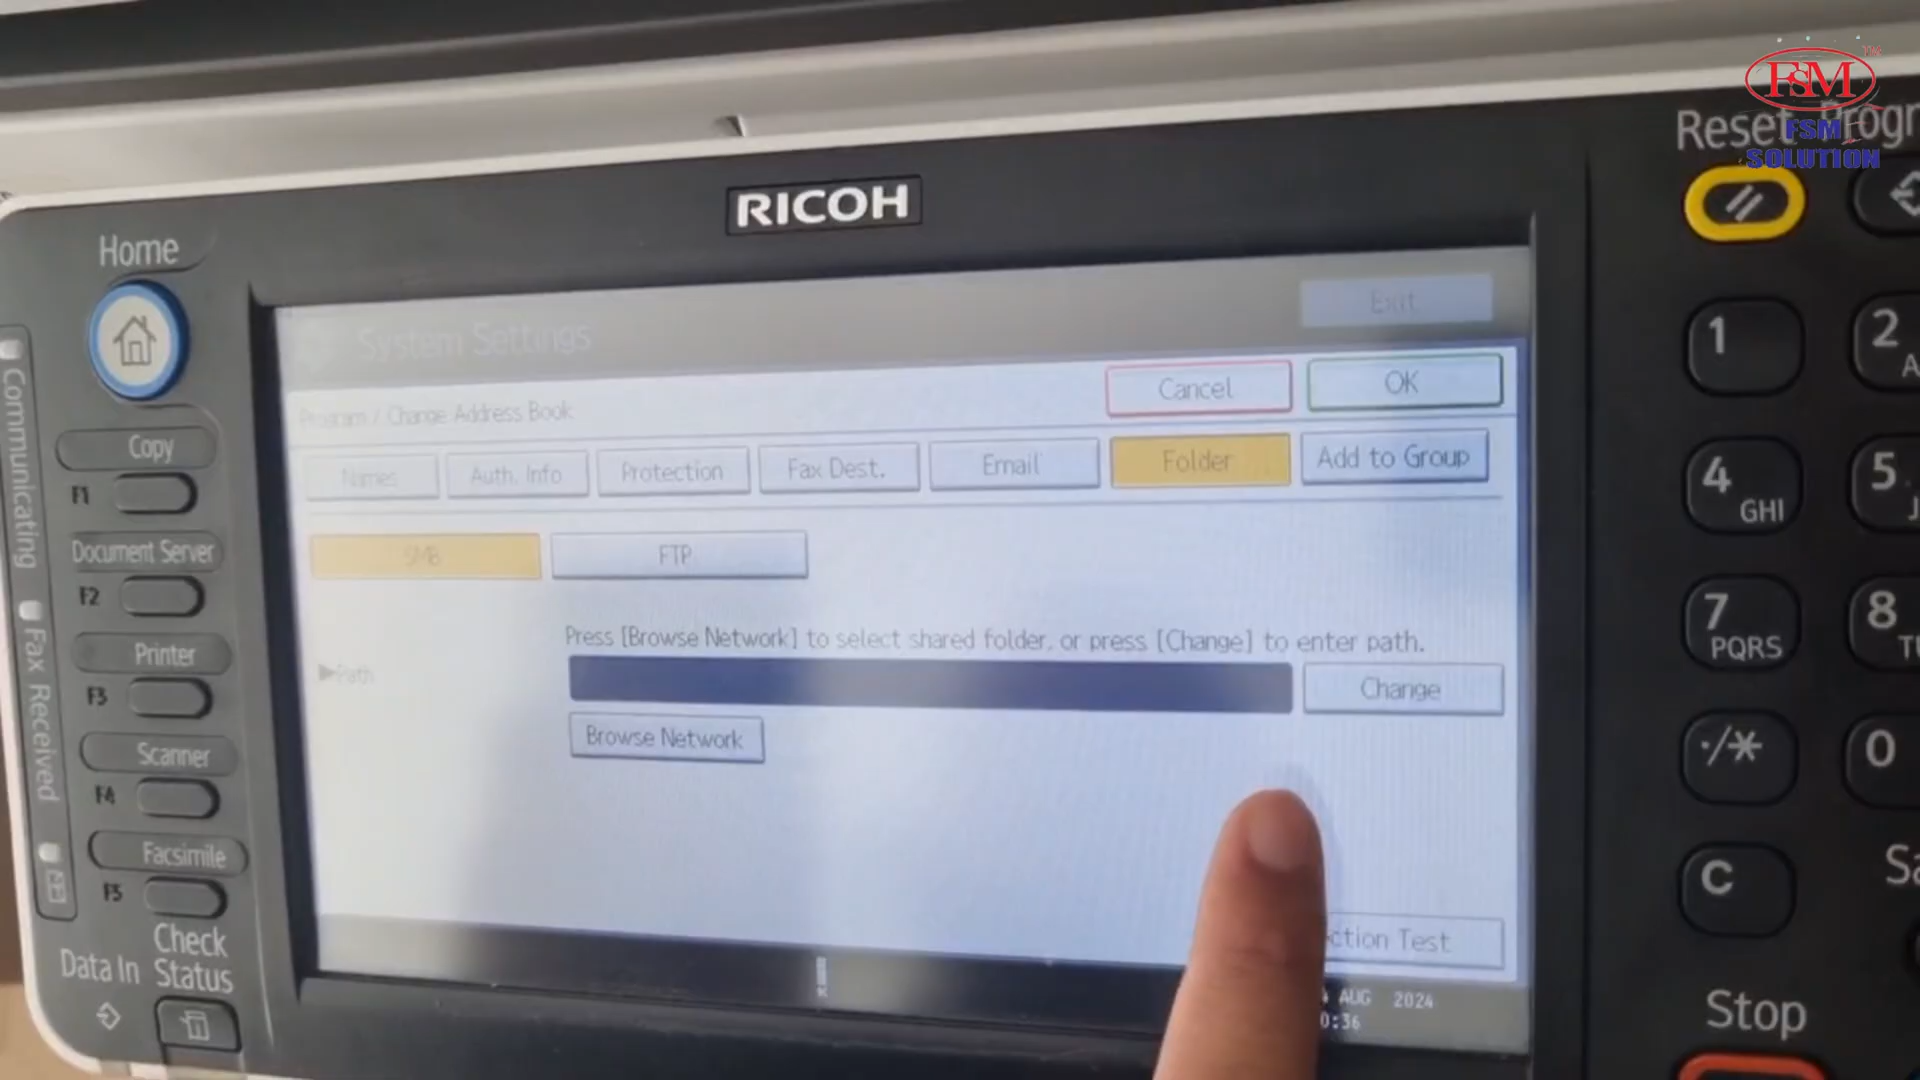 FSM
TM
FSM
SOLUTION
Reset
RICOH
Home
Communicating
Fax Received
Copy
F1
Document Server
F2
Printer
F3
Scanner
F4
Facsimile
F5
Data In
Check
Status
System Settings
Exit
Program / Change Address Book
Cancel
OK
Names
Auth. Info
Protection
Fax Dest.
Email
Folder
Add to Group
SMB
FTP
Press [Browse Network] to select shared folder, or press [Change] to enter path.
▶Path
Change
Browse Network
ction Test
AUG 2024
0:36
1
2
4 GHI
5
7 PQRS
8
·/*
0
C
Stop